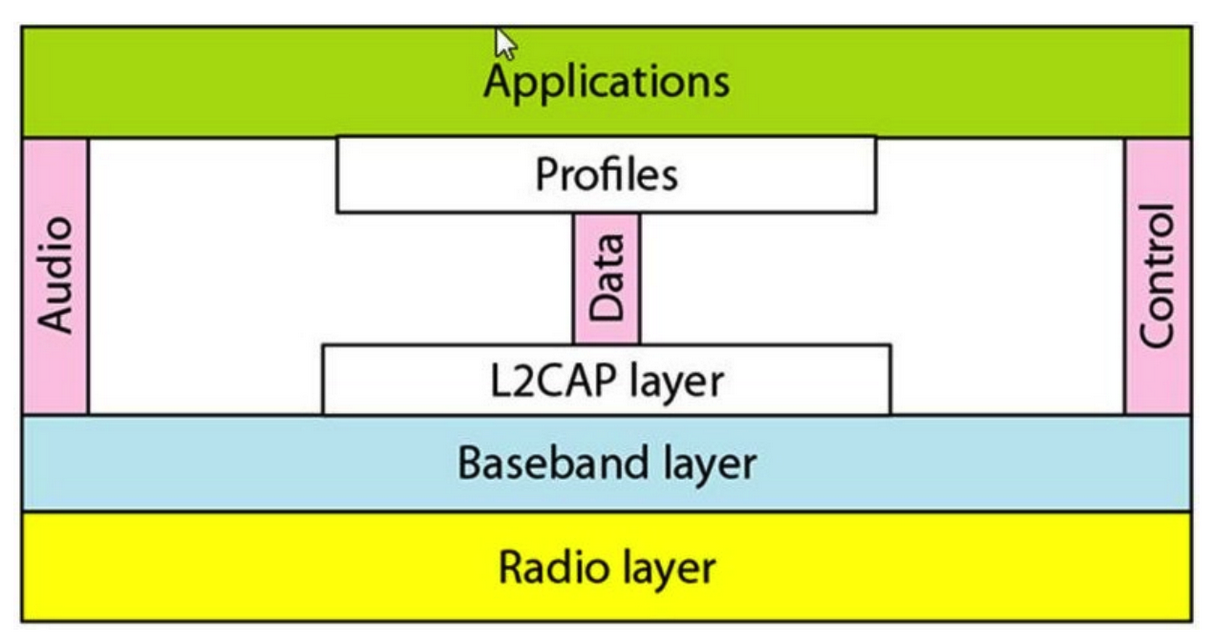 Applications
Profiles
Audio
Data
Control
L2CAP layer
Baseband layer
Radio layer